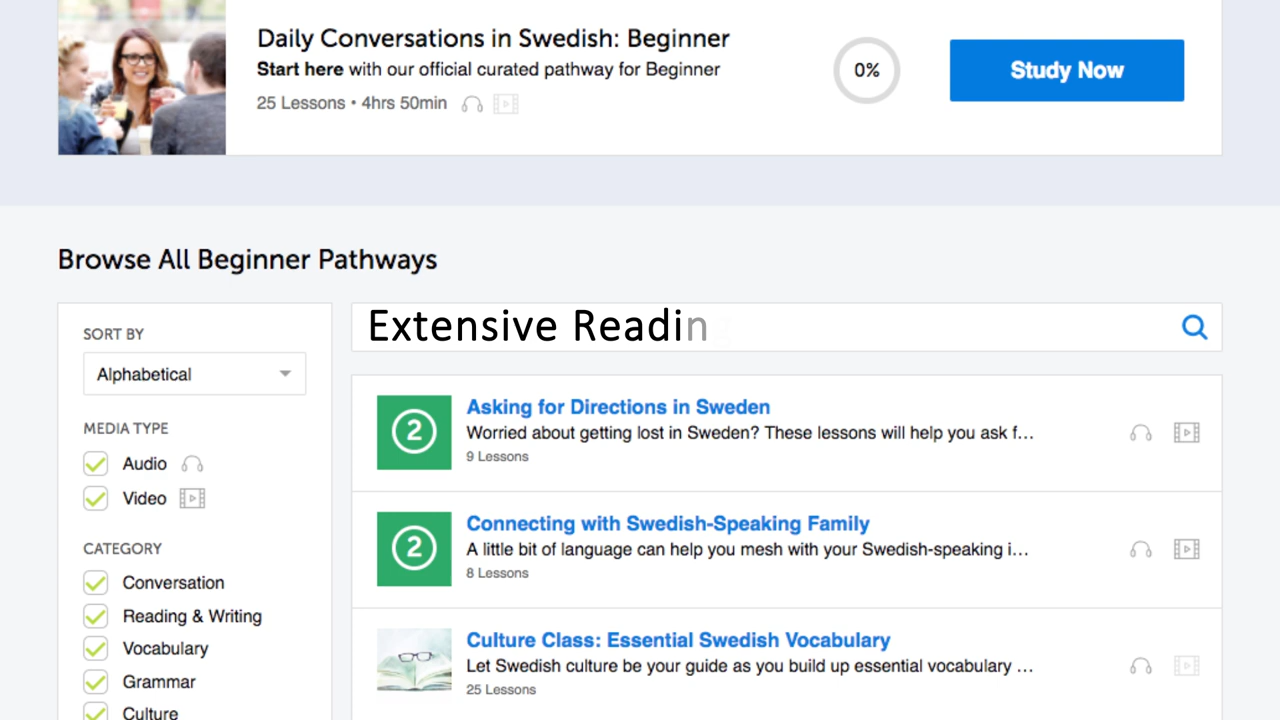 Daily Conversations in Swedish: Beginner
Start here with our official curated pathway for Beginner
25 Lessons • 4hrs 50min
0%
Study Now
Browse All Beginner Pathways
SORT BY
Alphabetical
MEDIA TYPE
Audio
Video
CATEGORY
Conversation
Reading & Writing
Vocabulary
Grammar
Culture
Extensive Readin
2
Asking for Directions in Sweden
Worried about getting lost in Sweden? These lessons will help you ask f...
9 Lessons
2
Connecting with Swedish-Speaking Family
A little bit of language can help you mesh with your Swedish-speaking i...
8 Lessons
Culture Class: Essential Swedish Vocabulary
Let Swedish culture be your guide as you build up essential vocabulary ...
25 Lessons